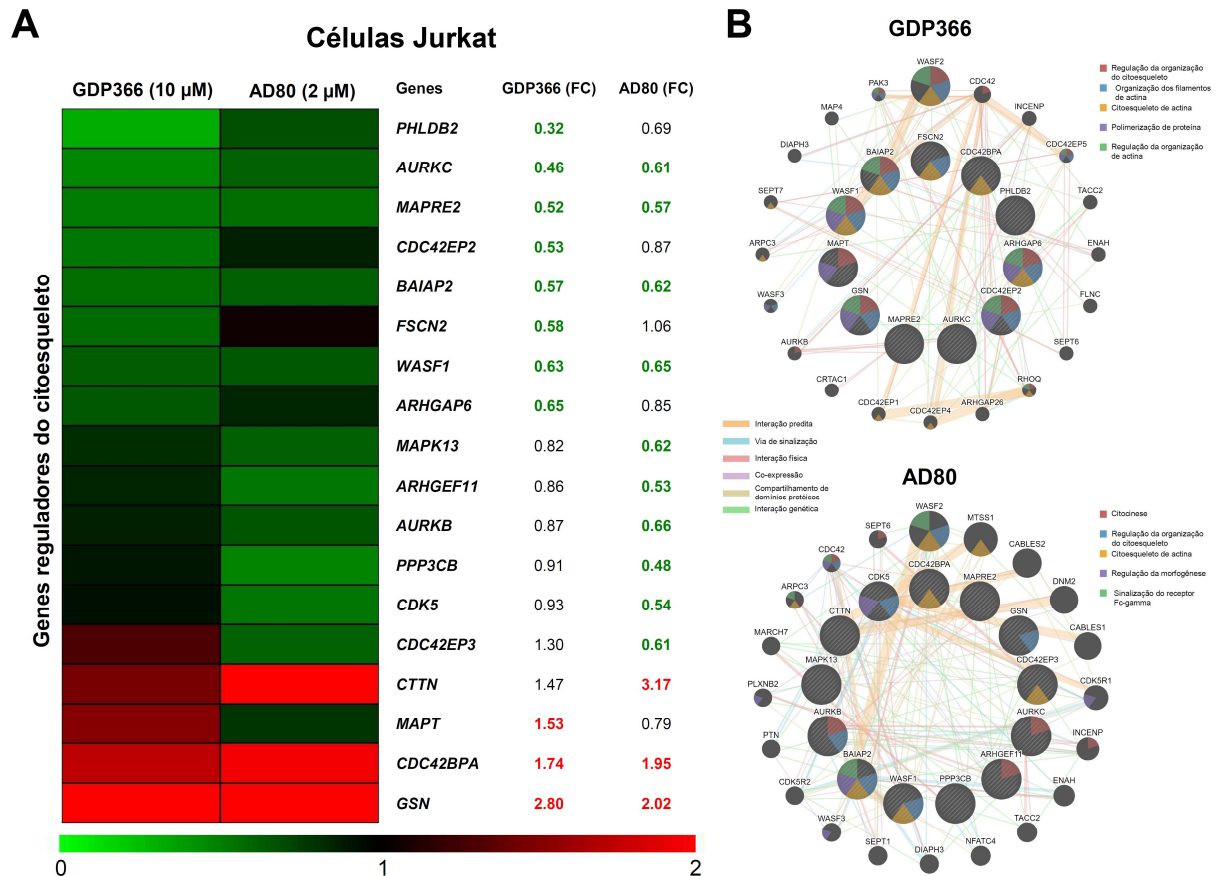 A
Células Jurkat
GDP366 (10 µM) AD80 (2 µM) Genes GDP366 (FC) AD80 (FC)
Genes reguladores do citoesqueleto
PHLDB2 0.32 0.69
AURKC 0.46 0.61
MAPRE2 0.52 0.57
CDC42EP2 0.53 0.87
BAIAP2 0.57 0.62
FSCN2 0.58 1.06
WASF1 0.63 0.65
ARHGAP6 0.65 0.85
MAPK13 0.82 0.62
ARHGEF11 0.86 0.53
AURKB 0.87 0.66
PPP3CB 0.91 0.48
CDK5 0.93 0.54
CDC42EP3 1.30 0.61
CTTN 1.47 3.17
MAPT 1.53 0.79
CDC42BPA 1.74 1.95
GSN 2.80 2.02
0 1 2
B
GDP366
WASF2
PAK3
CDC42
MAP4
INCENP
DIAPH3
FSCN2
BAIAP2
CDC42BPA
CDC42EP5
SEPT7
WASF1
PHLDB2
TACC2
ARPC3
MAPT
ARHGAP6
ENAH
WASF3
GSN
CDC42EP2
FLNC
AURKB
MAPRE2
AURKC
SEPT6
CRTAC1
RHOQ
CDC42EP1
CDC42EP4
ARHGAP26
Regulação da organização
do citoesqueleto
Organização dos filamentos
de actina
Citoesqueleto de actina
Polimerização de proteína
Regulação da organização
de actina
Interação predita
Via de sinalização
Interação física
Co-expressão
Compartilhamento de
domínios protéicos
Interação genética
AD80
WASF2
MTSS1
SEPT6
CABLES2
CDC42
CDC42BPA
CDK5
MAPRE2
DNM2
ARPC3
CTTN
GSN
CABLES1
MARCH7
MAPK13
CDC42EP3
CDK5R1
PLXNB2
AURKB
AURKC
INCENP
PTN
BAIAP2
ARHGEF11
WASF1
PPP3CB
CDK5R2
ENAH
WASF3
TACC2
SEPT1
DIAPH3
NFATC4
Citocinese
Regulação da organização
do citoesqueleto
Citoesqueleto de actina
Regulação da morfogênese
Sinalização do receptor
Fc-gamma